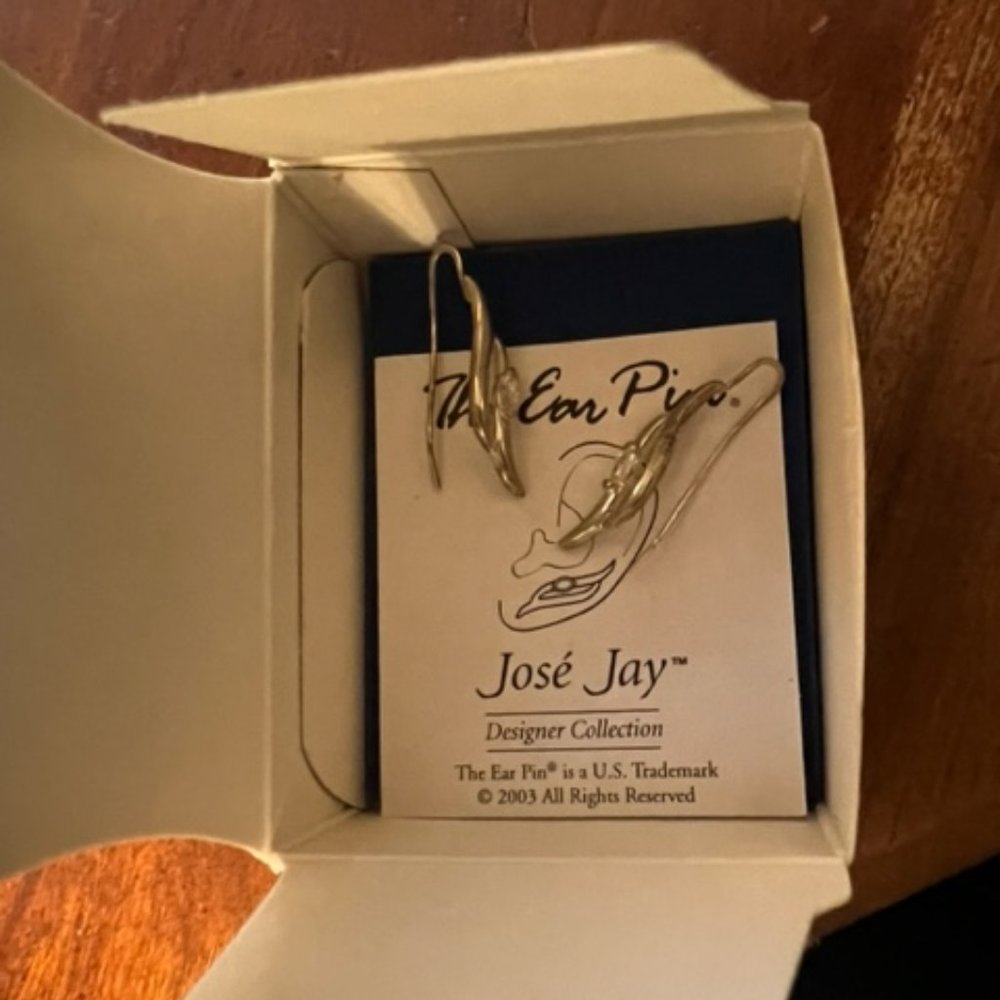 The Ear Pin®
José Jay™
Designer Collection
The Ear Pin® is a U.S. Trademark
© 2003 All Rights Reserved